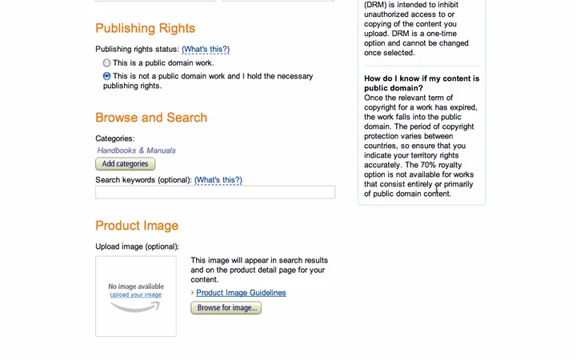 Publishing Rights
Publishing rights status: (What's this?)
This is a public domain work.
This is not a public domain work and I hold the necessary
publishing rights.
Browse and Search
Categories:
Handbooks & Manuals
Add categories
Search keywords (optional): (What's this?)
Product Image
Upload image (optional):
No image available
Upload your image
This image will appear in search results
and on the product detail page for your
content.
Product Image Guidelines
Browse for image...
(DRM) is intended to inhibit
unauthorized access to or
copying of the content you
upload. DRM is a one-time
option and cannot be changed
once selected.
How do I know if my content is
public domain?
Once the relevant term of
copyright for a work has expired,
the work falls into the public
domain. The period of copyright
protection varies between
countries, so ensure that you
indicate your territory rights
accurately. The 70% royalty
option is not available for works
that consist entirely or primarily
of public domain content.